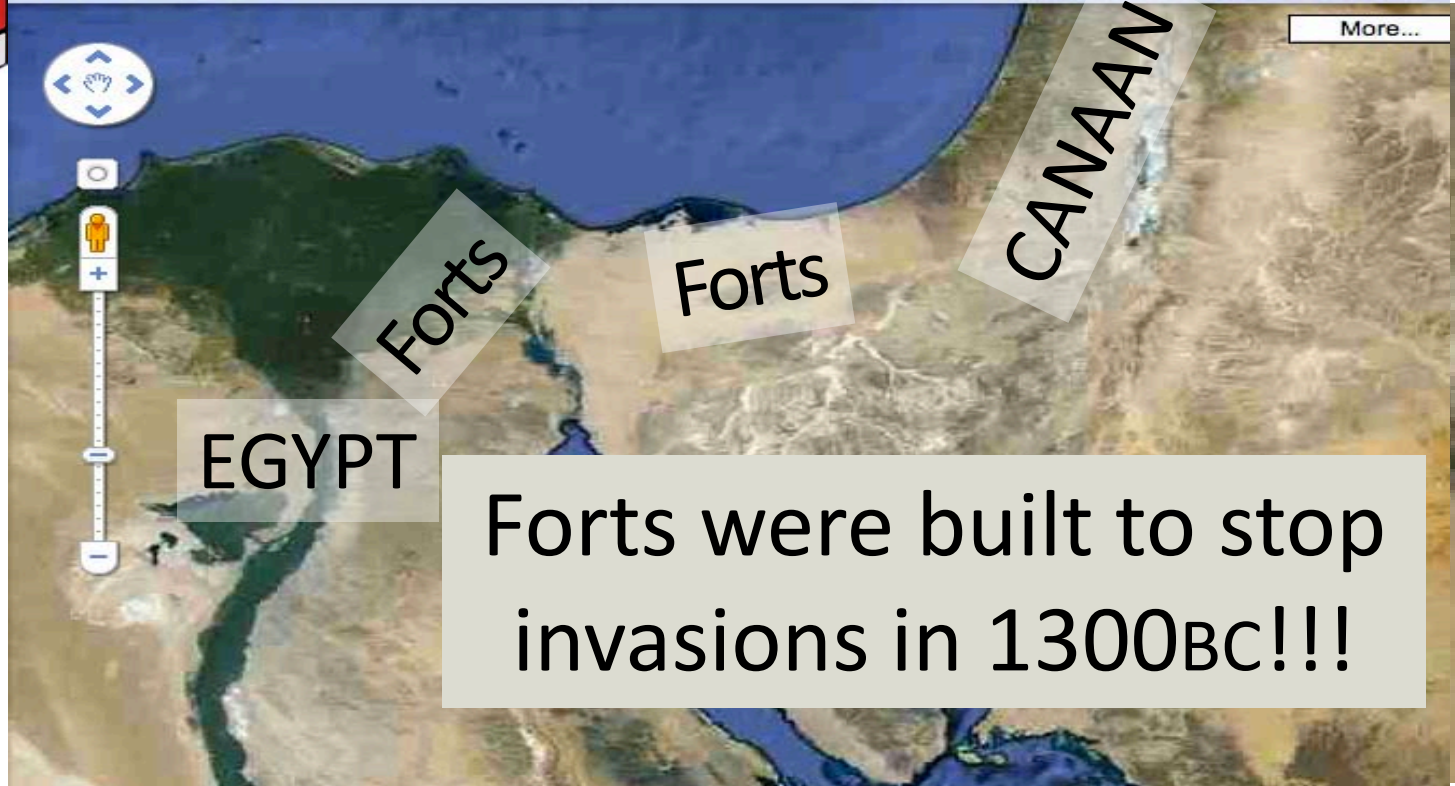 More...
CANAAN
Forts
Forts
EGYPT
Forts were built to stop
invasions in 1300BC!!!